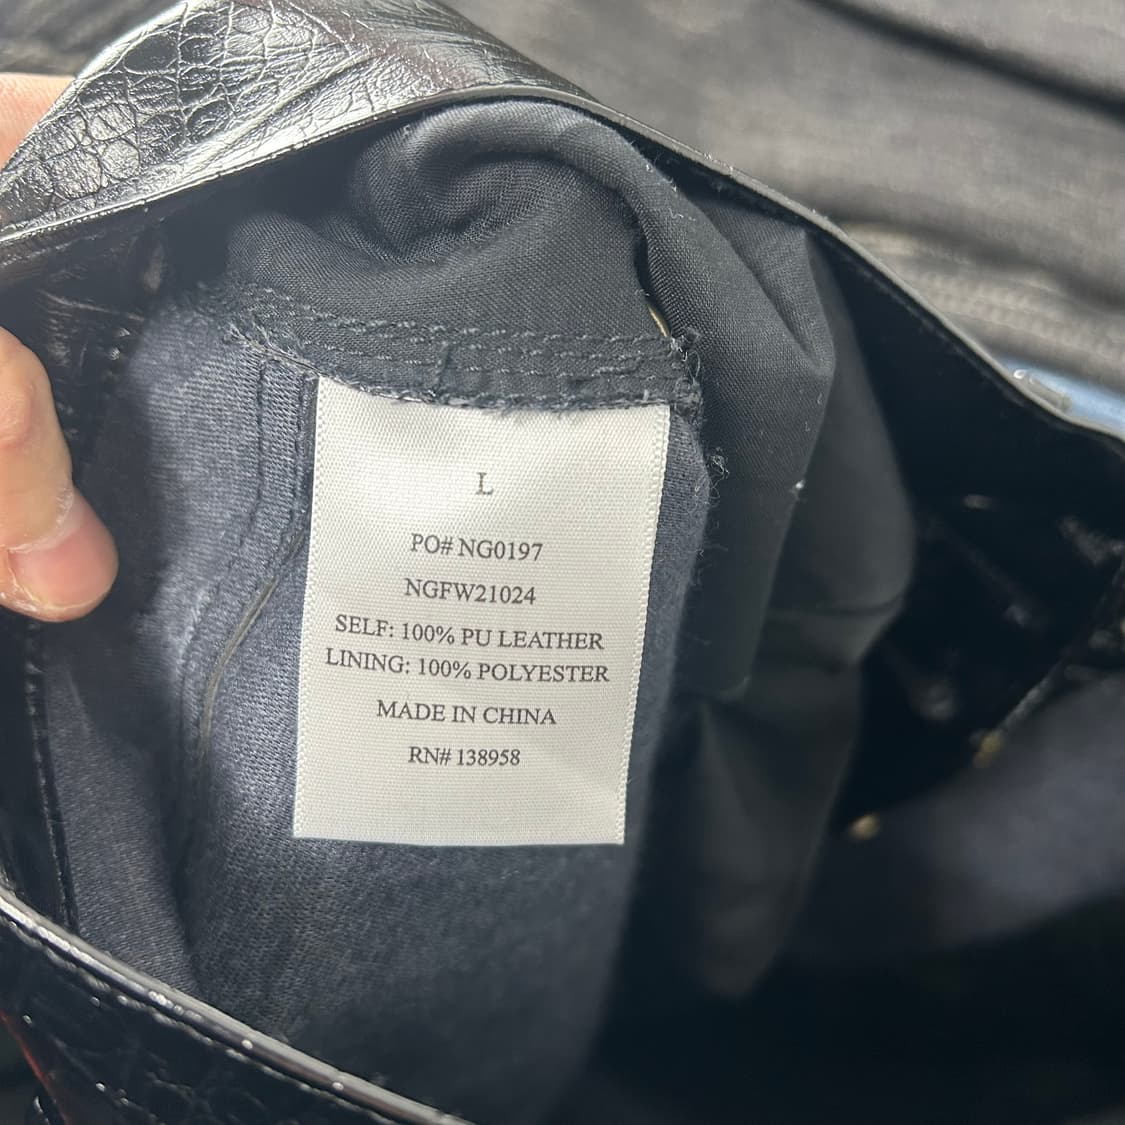 L
PO# NG0197
NGFW21024
SELF: 100% PU LEATHER
LINING: 100% POLYESTER
MADE IN CHINA
RN# 138958